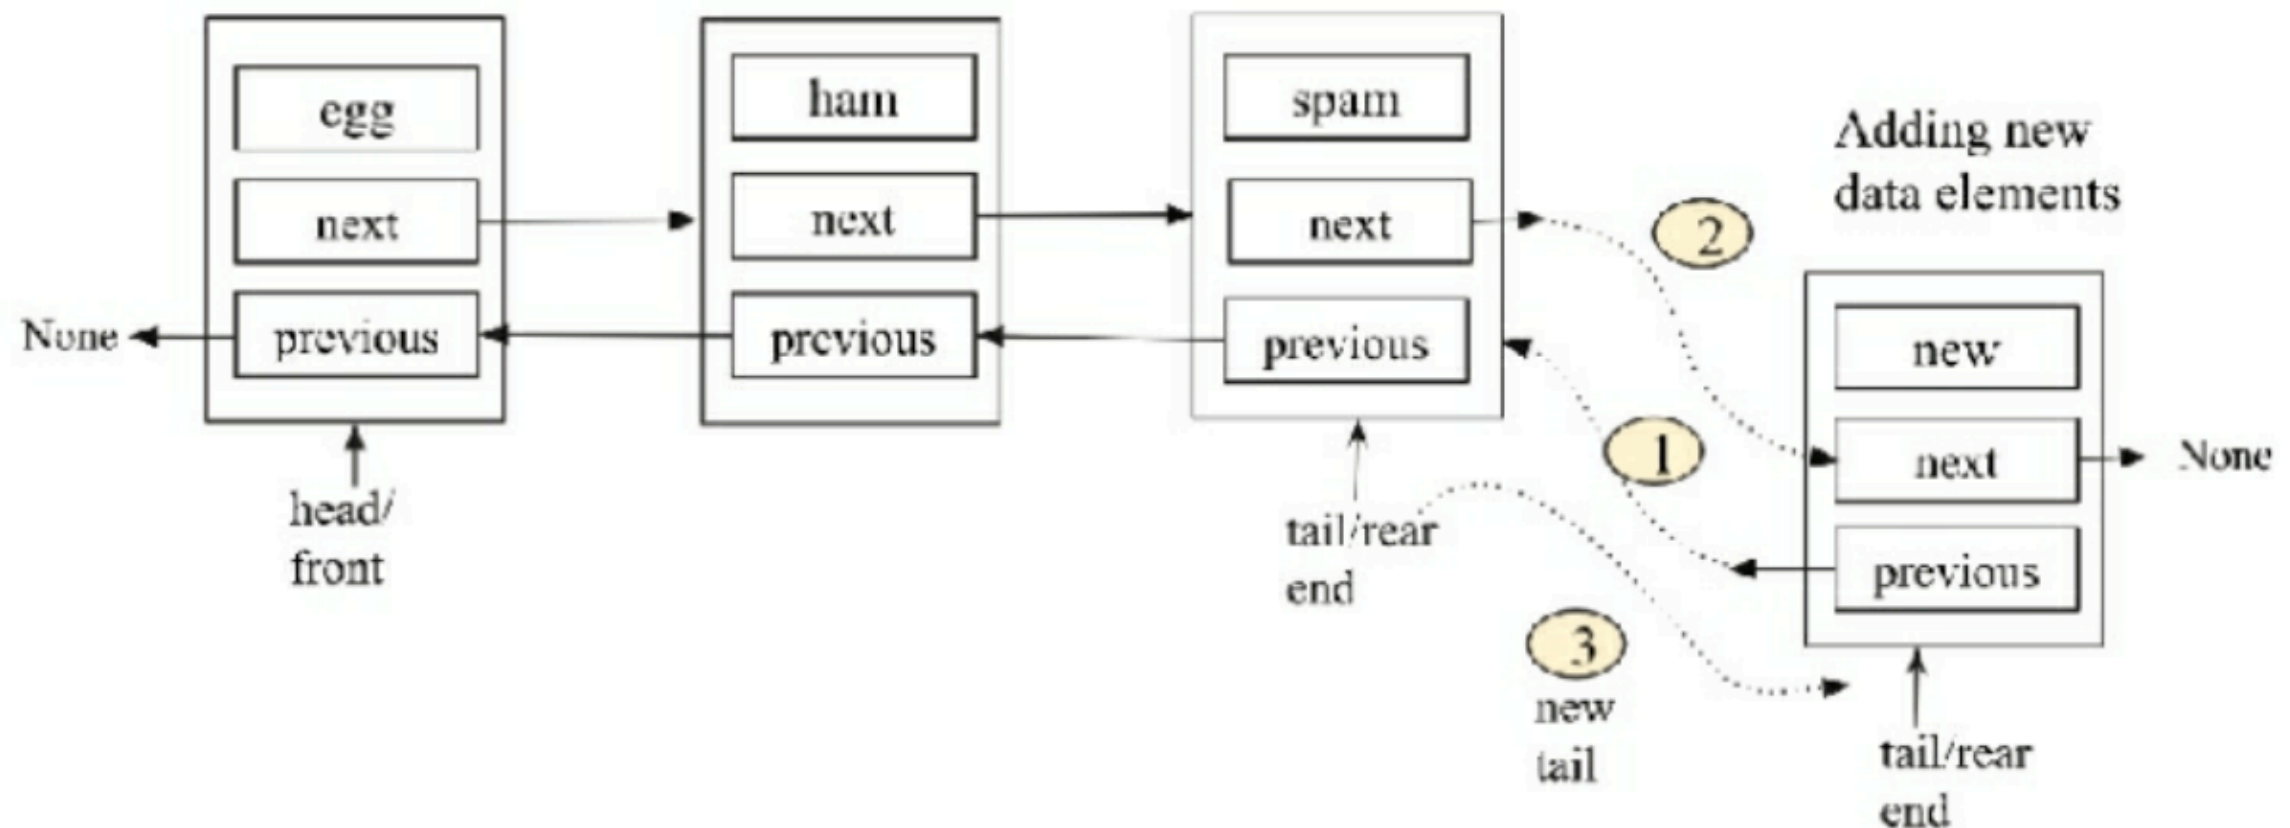 egg
next
previous
None
head/
front
ham
next
previous
spam
next
previous
tail/rear
end
2
1
3
new
tail
Adding new
data elements
new
next
previous
None
tail/rear
end